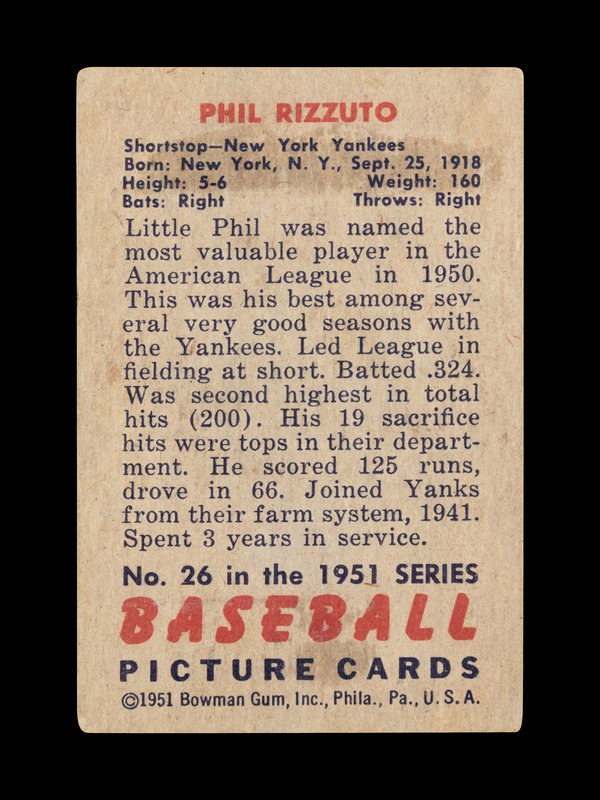 PHIL RIZZUTO
Shortstop—New York Yankees
Born: New York, N. Y., Sept. 25, 1918
Height: 5-6 Weight: 160
Bats: Right Throws: Right
Little Phil was named the
most valuable player in the
American League in 1950.
This was his best among sev-
eral very good seasons with
the Yankees. Led League in
fielding at short. Batted .324.
Was second highest in total
hits (200). His 19 sacrifice
hits were tops in their depart-
ment. He scored 125 runs,
drove in 66. Joined Yanks
from their farm system, 1941.
Spent 3 years in service.
No. 26 in the 1951 SERIES
BASEBALL
PICTURE CARDS
©1951 Bowman Gum, Inc., Phila., Pa., U. S. A.